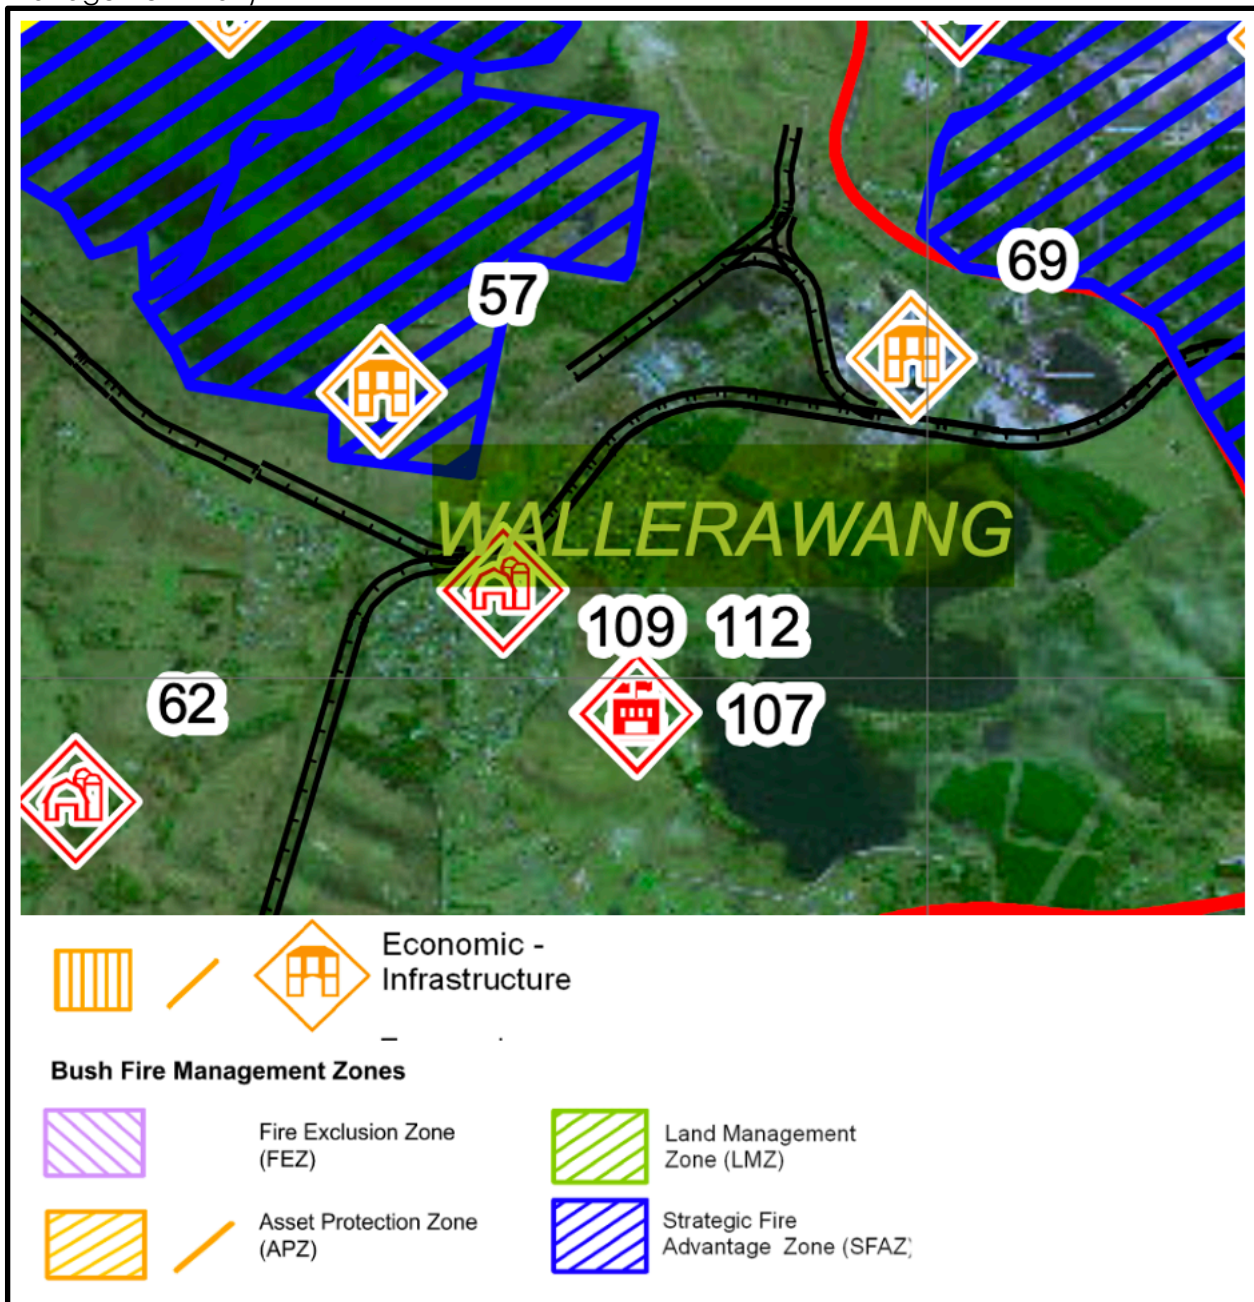 57
69
WALLERAWANG
109 112
62
107
Economic -
Infrastructure
Bush Fire Management Zones
Fire Exclusion Zone
(FEZ)
Land Management
Zone (LMZ)
Asset Protection Zone
(APZ)
Strategic Fire
Advantage Zone (SFAZ)